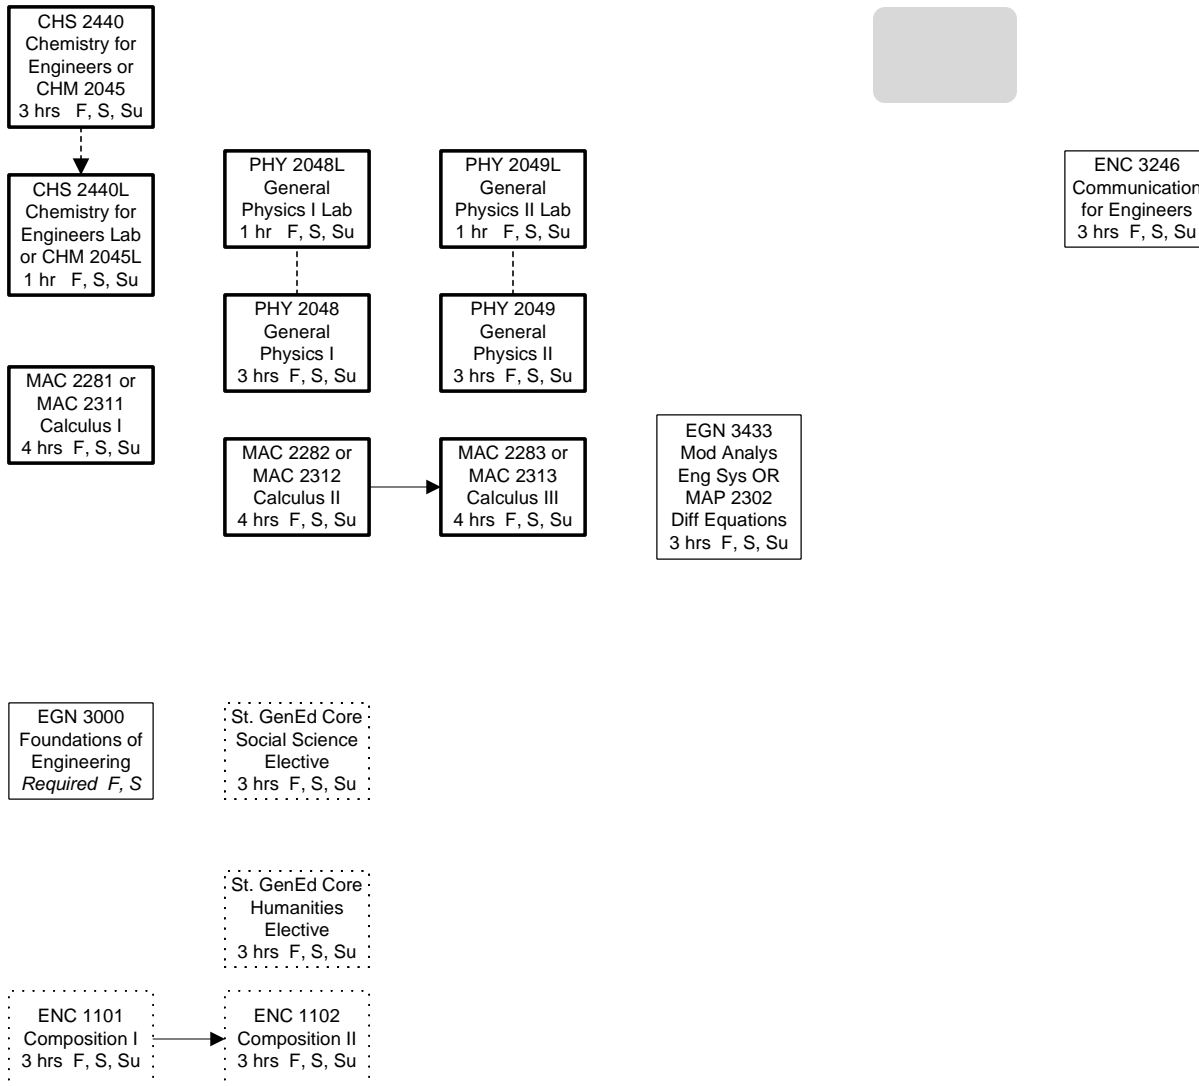 CHS 2440
Chemistry for
Engineers or
CHM 2045
3 hrs F, S, Su
CHS 2440L
Chemistry for
Engineers Lab
or CHM 2045L
1 hr F, S, Su
PHY 2048L
General
Physics I Lab
1 hr F, S, Su
PHY 2049L
General
Physics II Lab
1 hr F, S, Su
ENC 3246
Communication
for Engineers
3 hrs F, S, Su
PHY 2048
General
Physics I
3 hrs F, S, Su
PHY 2049
General
Physics II
3 hrs F, S, Su
MAC 2281 or
MAC 2311
Calculus I
4 hrs F, S, Su
MAC 2282 or
MAC 2312
Calculus II
4 hrs F, S, Su
MAC 2283 or
MAC 2313
Calculus III
4 hrs F, S, Su
EGN 3433
Mod Analys
Eng Sys OR
MAP 2302
Diff Equations
3 hrs F, S, Su
EGN 3000
Foundations of
Engineering
Required F, S
St. GenEd Core
Social Science
Elective
3 hrs F, S, Su
St. GenEd Core
Humanities
Elective
3 hrs F, S, Su
ENC 1101
Composition I
3 hrs F, S, Su
ENC 1102
Composition II
3 hrs F, S, Su